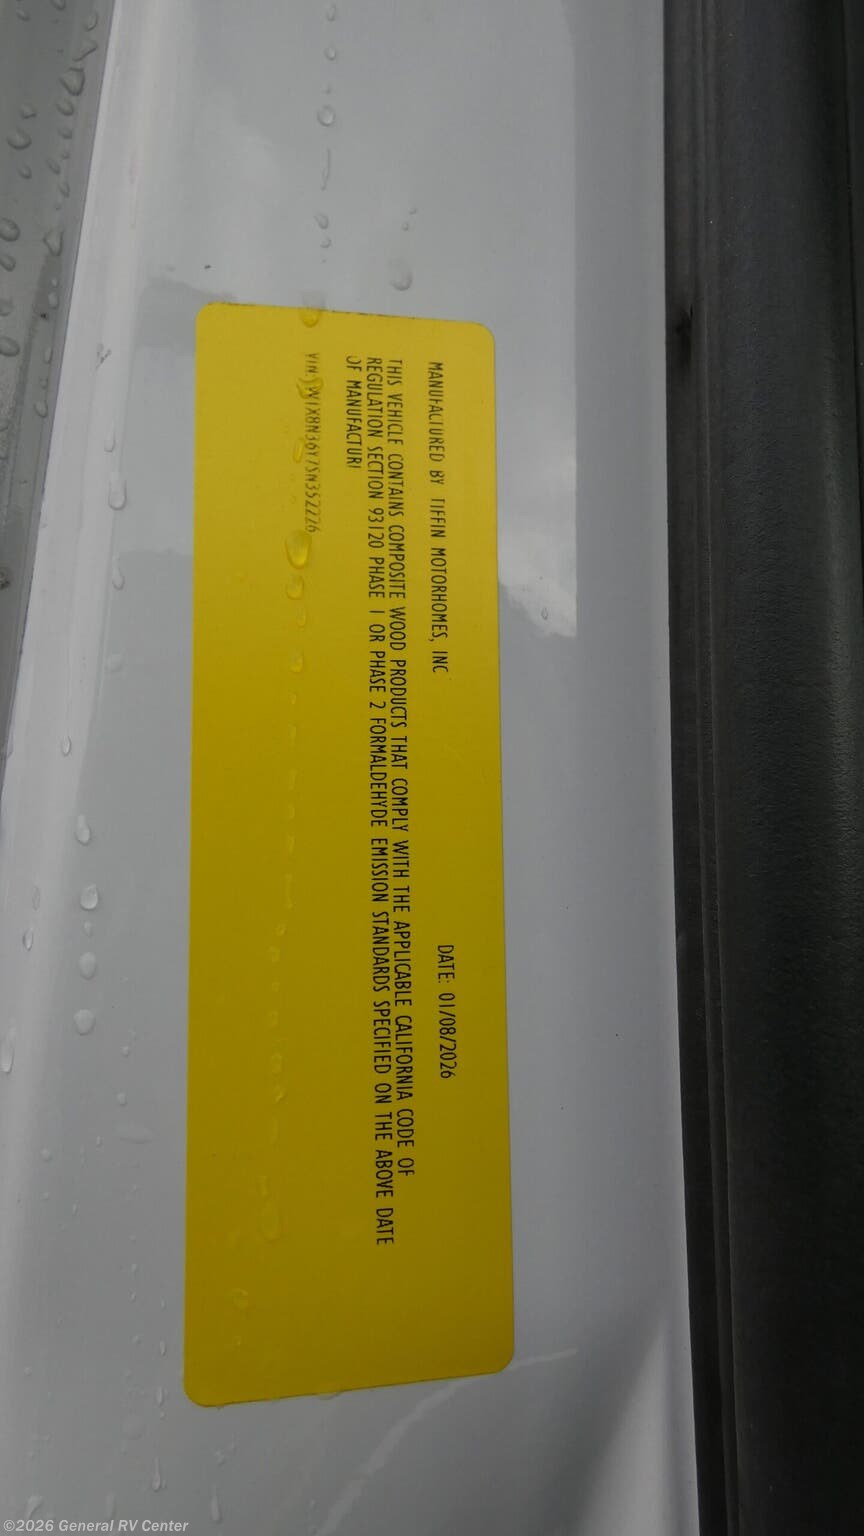 MANUFACTURED BY TIFFIN MOTORHOMES, INC DATE: 01/08/2026
THIS VEHICLE CONTAINS COMPOSITE WOOD PRODUCTS THAT COMPLY WITH THE APPLICABLE CALIFORNIA CODE OF
REGULATION SECTION 93120 PHASE 1 OR PHASE 2 FORMALDEHYDE EMISSION STANDARDS SPECIFIED ON THE ABOVE DATE
OF MANUFACTUR
VIN:
©2026 General RV Center